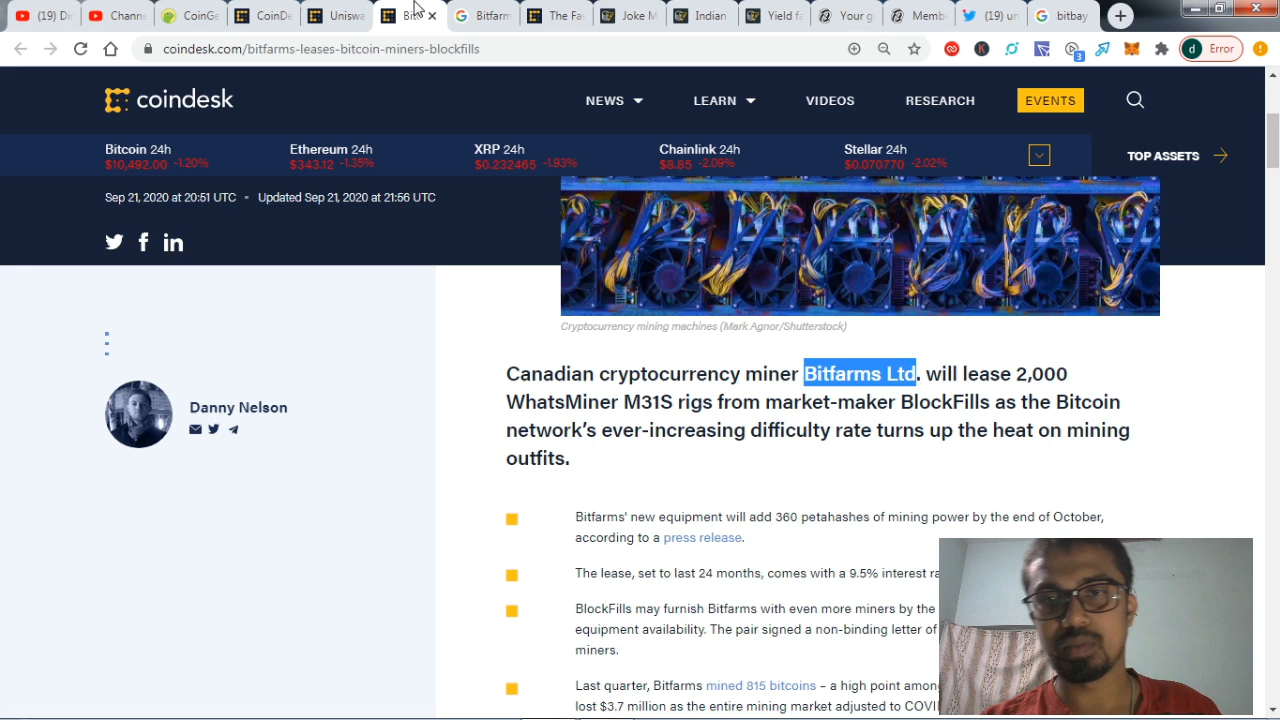 (19) D
Channe
CoinGe
CoinDe
Uniswa
Bit
Bitfarm
The Fa
Joke M
Indian
Yield fa
Your g
Memb
(19) un
bitbay
coindesk.com/bitfarms-leases-bitcoin-miners-blockfills
3
d Error
coindesk
NEWS
LEARN
VIDEOS
RESEARCH
EVENTS
Bitcoin 24h
$10,492.00 -1.20%
Ethereum 24h
$343.12 -1.35%
XRP 24h
$0.232465 -1.93%
Chainlink 24h
$8.85 -2.09%
Stellar 24h
$0.070770 -2.02%
TOP ASSETS
Sep 21, 2020 at 20:51 UTC Updated Sep 21, 2020 at 21:56 UTC
Cryptocurrency mining machines (Mark Agnor/Shutterstock)
Danny Nelson
Canadian cryptocurrency miner Bitfarms Ltd. will lease 2,000
WhatsMiner M31S rigs from market-maker BlockFills as the Bitcoin
network's ever-increasing difficulty rate turns up the heat on mining
outfits.
Bitfarms' new equipment will add 360 petahashes of mining power by the end of October,
according to a press release.
The lease, set to last 24 months, comes with a 9.5% interest ra
BlockFills may furnish Bitfarms with even more miners by the
equipment availability. The pair signed a non-binding letter of
miners.
Last quarter, Bitfarms mined 815 bitcoins – a high point among
lost $3.7 million as the entire mining market adjusted to COVI